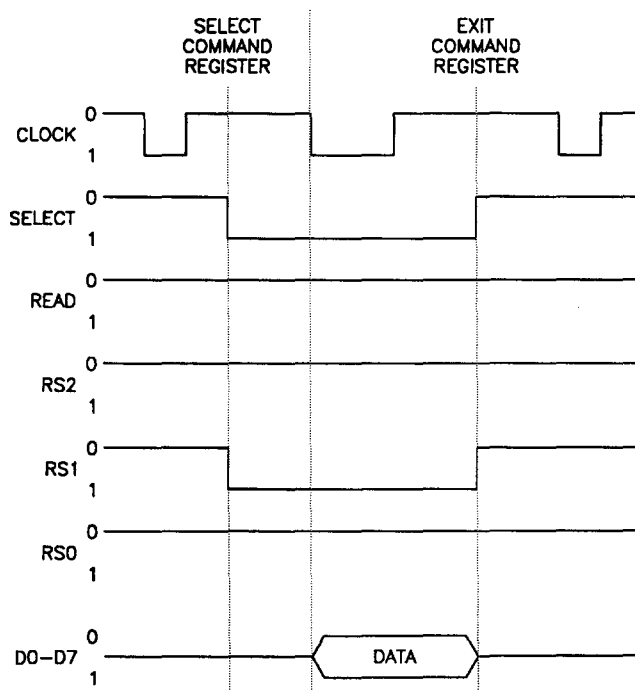 SELECT
COMMAND
REGISTER
EXIT
COMMAND
REGISTER
CLOCK
0
1
SELECT
0
1
READ
0
1
RS2
0
1
RS1
0
1
RS0
0
1
D0-D7
0
1
DATA